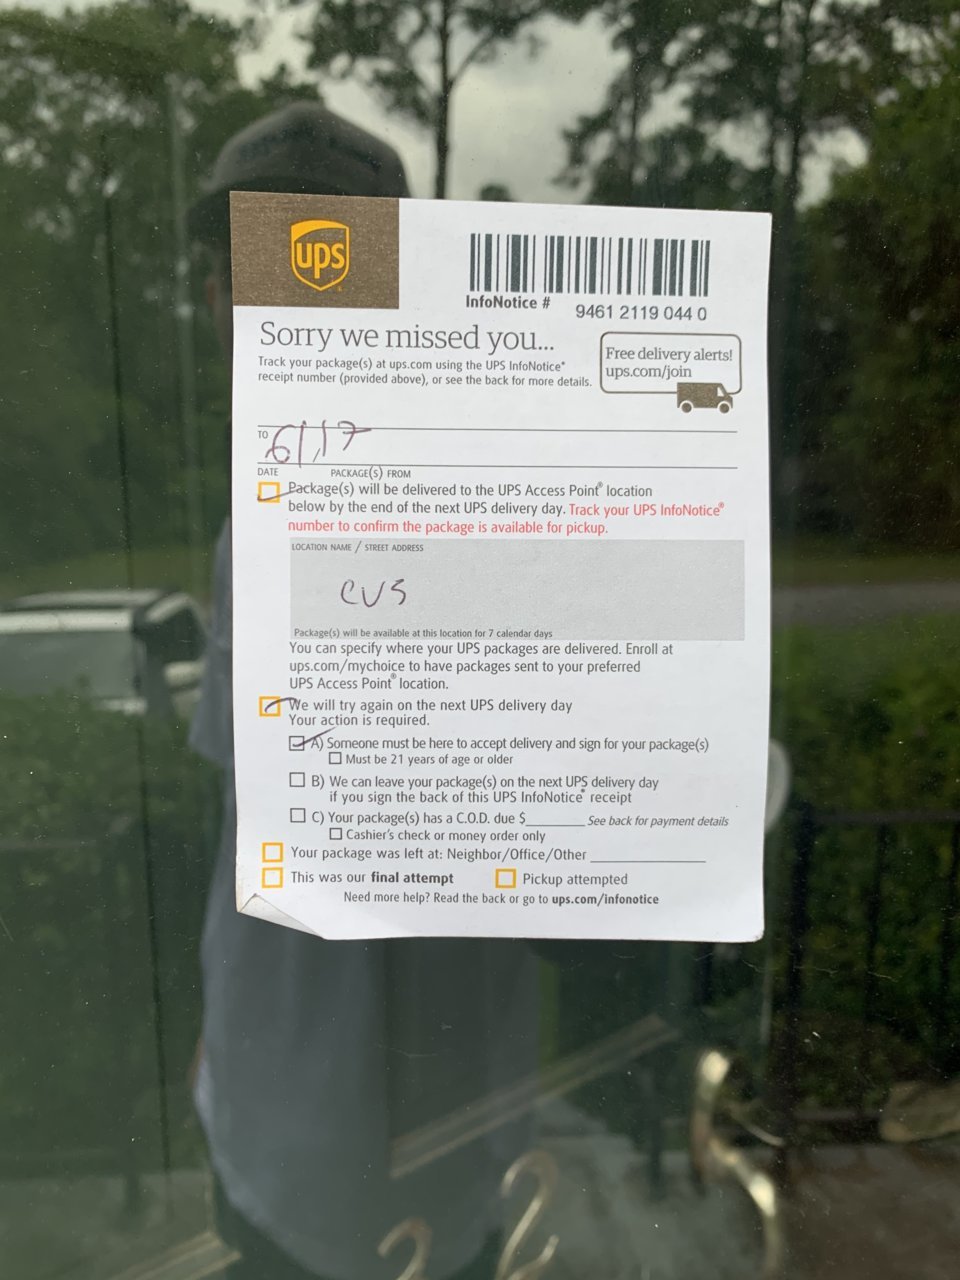 ups
InfoNotice #
9461 2119 044 0
Sorry we missed you...
Track your package(s) at ups.com using the UPS InfoNotice®
receipt number (provided above), or see the back for more details.
Free delivery alerts!
ups.com/join
TO
6/17
DATE PACKAGE(S) FROM
Package(s) will be delivered to the UPS Access Point® location
below by the end of the next UPS delivery day. Track your UPS InfoNotice®
number to confirm the package is available for pickup.
LOCATION NAME / STREET ADDRESS
CVS
Package(s) will be available at this location for 7 calendar days
You can specify where your UPS packages are delivered. Enroll at
ups.com/mychoice to have packages sent to your preferred
UPS Access Point® location.
We will try again on the next UPS delivery day
Your action is required.
A) Someone must be here to accept delivery and sign for your package(s)
Must be 21 years of age or older
B) We can leave your package(s) on the next UPS delivery day
if you sign the back of this UPS InfoNotice® receipt
C) Your package(s) has a C.O.D. due $________ See back for payment details
Cashier's check or money order only
Your package was left at: Neighbor/Office/Other ________________
This was our final attempt
Pickup attempted
Need more help? Read the back or go to ups.com/infonotice